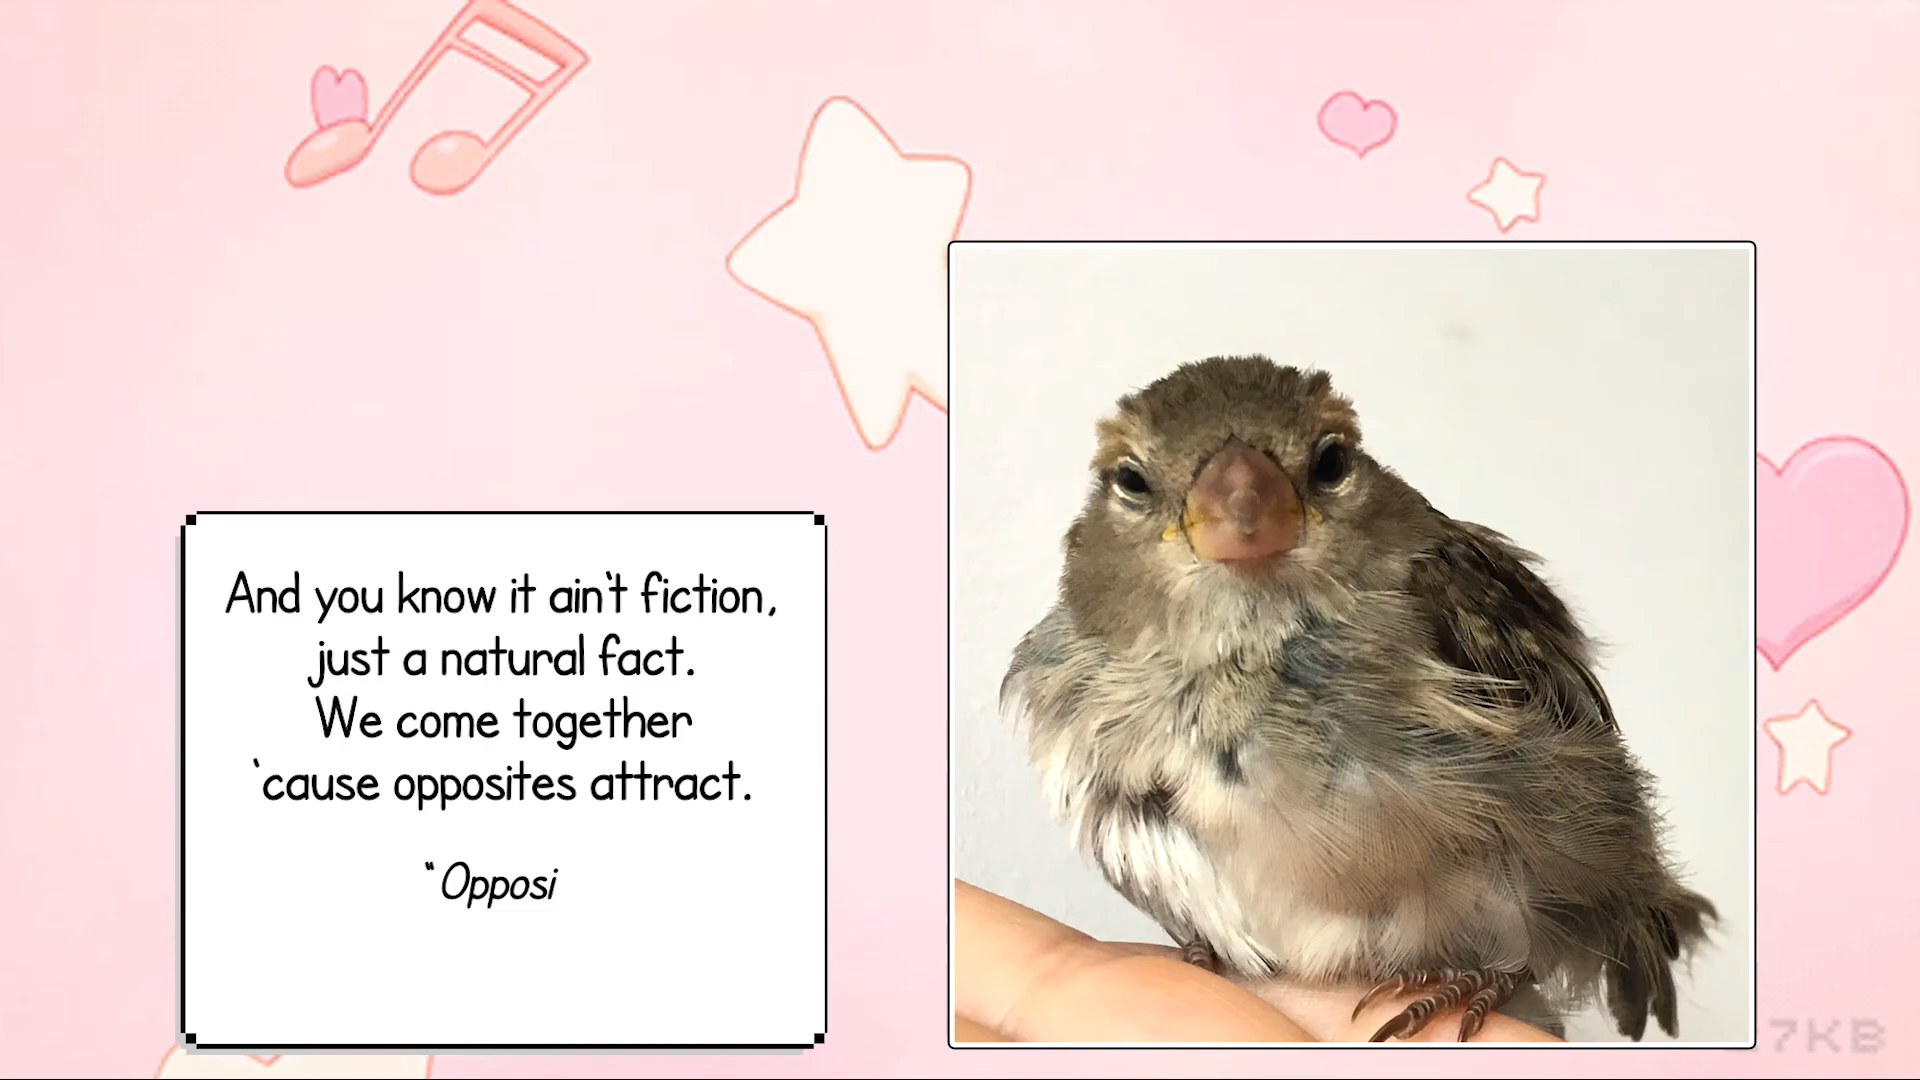 And you know it ain't fiction,
just a natural fact.
We come together
'cause opposites attract.
"Opposi
7KB